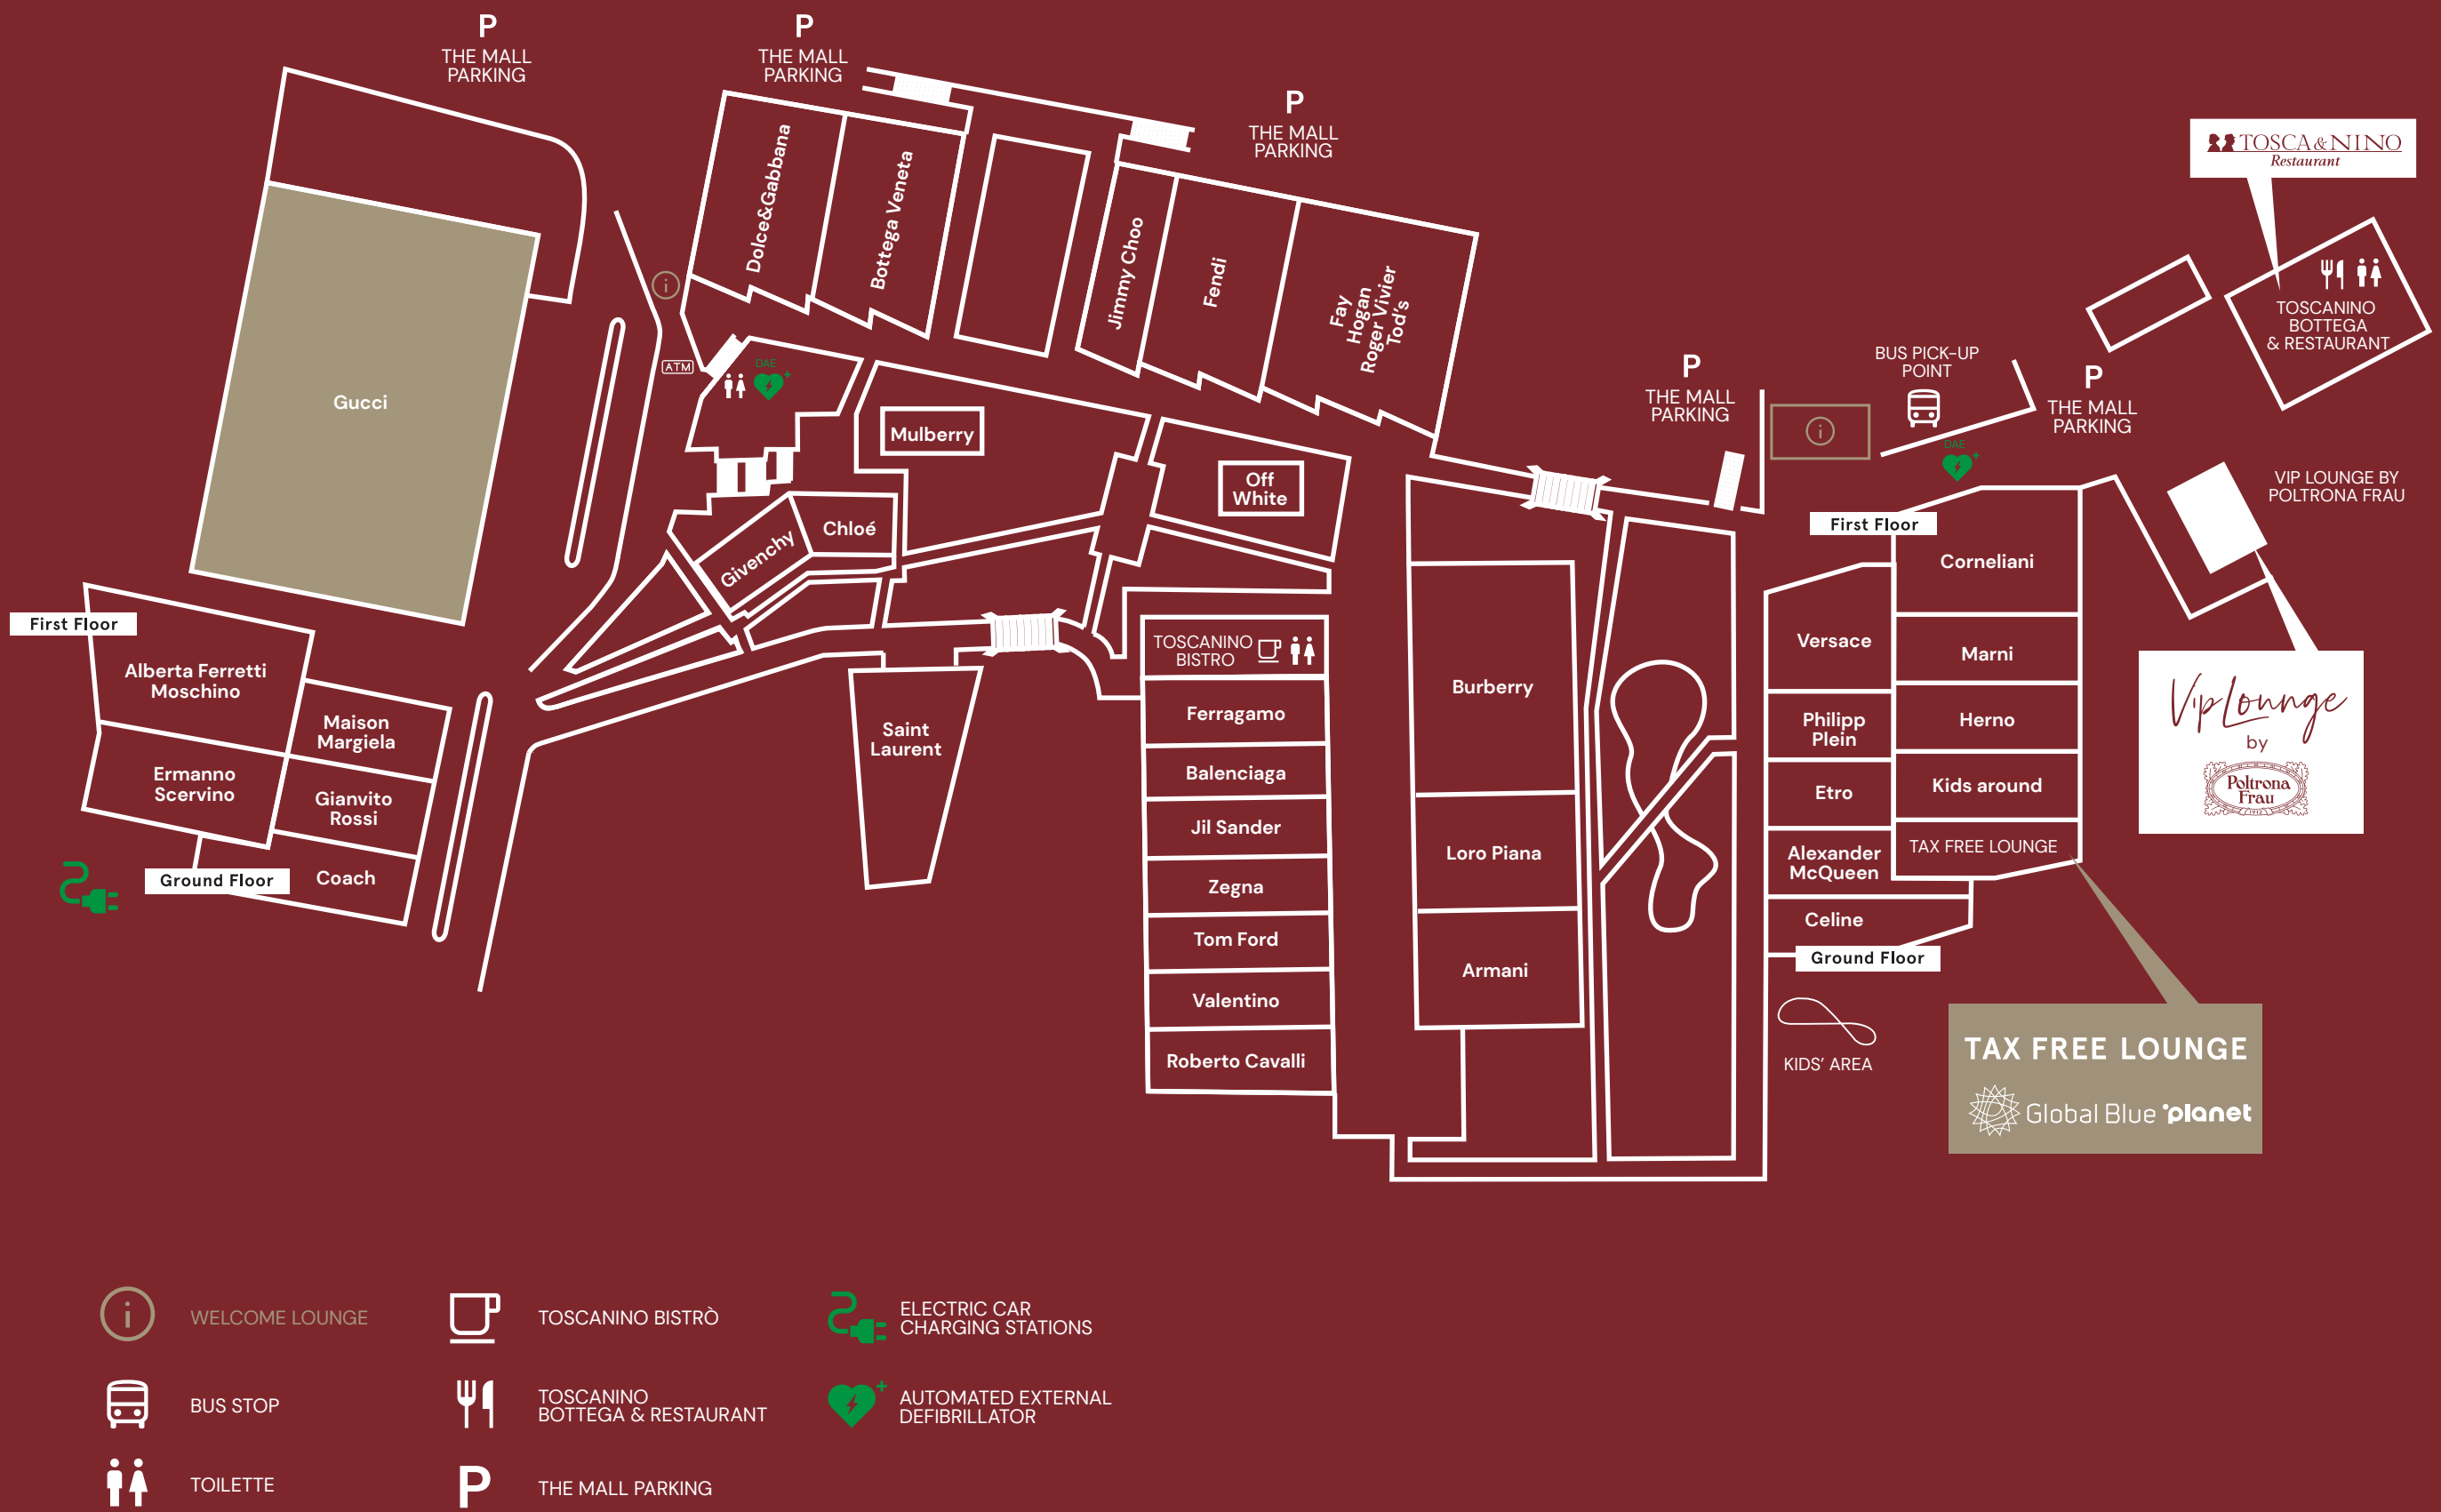 P
THE MALL
PARKING
P
THE MALL
PARKING
P
THE MALL
PARKING
TOSCA&NINO
Restaurant
Dolce&Gabbana
Bottega Veneta
Jimmy Choo
Fendi
Fay
Hogan
Roger Vivier
Tod's
i
ATM
DAE
Gucci
Mulberry
Off
White
Chloé
Givenchy
P
THE MALL
PARKING
i
BUS PICK-UP
POINT
DAE
P
THE MALL
PARKING
TOSCANINO
BOTTEGA
& RESTAURANT
VIP LOUNGE BY
POLTRONA FRAU
Vip Lounge
by
Poltrona
Frau
1912
First Floor
Alberta Ferretti
Moschino
Maison
Margiela
Ermanno
Scervino
Gianvito
Rossi
Ground Floor
Coach
Saint
Laurent
TOSCANINO
BISTRO
Ferragamo
Balenciaga
Jil Sander
Zegna
Tom Ford
Valentino
Roberto Cavalli
Burberry
Loro Piana
Armani
First Floor
Corneliani
Versace
Marni
Philipp
Plein
Herno
Etro
Kids around
Alexander
McQueen
TAX FREE LOUNGE
Celine
Ground Floor
KIDS' AREA
TAX FREE LOUNGE
Global Blue planet
i
WELCOME LOUNGE
BUS STOP
TOILETTE
TOSCANINO BISTRÒ
TOSCANINO
BOTTEGA & RESTAURANT
P
THE MALL PARKING
ELECTRIC CAR
CHARGING STATIONS
AUTOMATED EXTERNAL
DEFIBRILLATOR